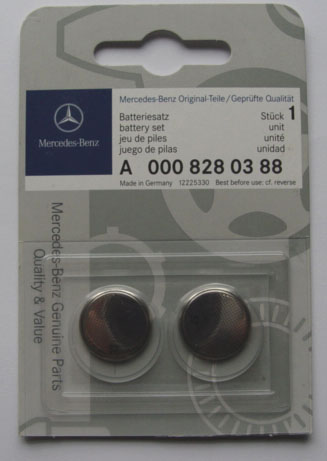 Mercedes-Benz
Mercedes-Benz Original-Teile/Geprüfte Qualität
Batteriesatz
battery set
jeu de piles
juego de pilas
Stück 1
unit
unité
unidad
A 000 828 03 88
Made in Germany 12225330 Best before use: cf. reverse
Mercedes-Benz Genuine Parts
Quality & Value